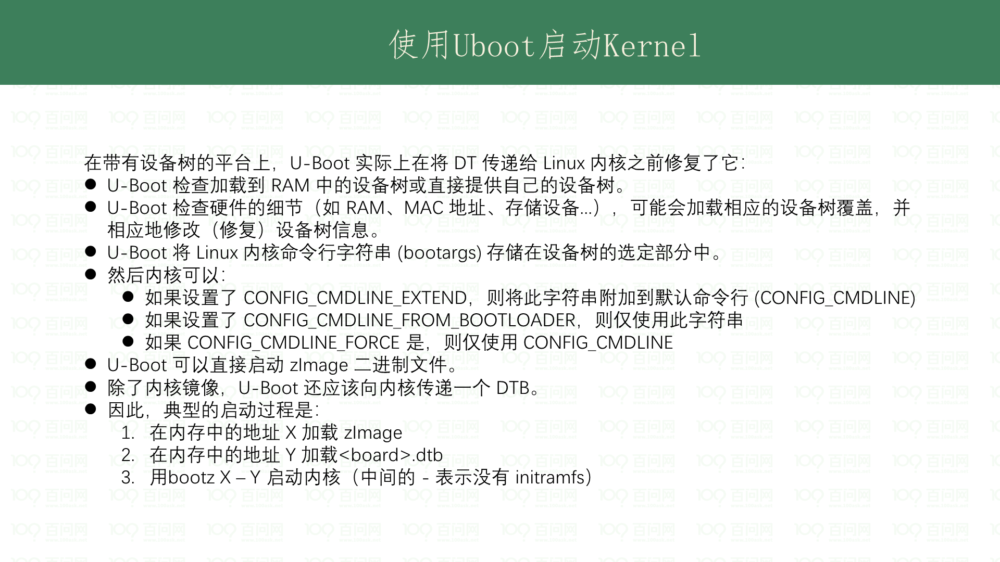 使用Uboot启动Kernel
在带有设备树的平台上，U-Boot 实际上在将 DT 传递给 Linux 内核之前修复了它：
● U-Boot 检查加载到 RAM 中的设备树或直接提供自己的设备树。
● U-Boot 检查硬件的细节（如 RAM、MAC 地址、存储设备...），可能会加载相应的设备树覆盖，并
相应地修改（修复）设备树信息。
● U-Boot 将 Linux 内核命令行字符串 (bootargs) 存储在设备树的选定部分中。
● 然后内核可以：
● 如果设置了 CONFIG_CMDLINE_EXTEND，则将此字符串附加到默认命令行 (CONFIG_CMDLINE)
● 如果设置了 CONFIG_CMDLINE_FROM_BOOTLOADER，则仅使用此字符串
● 如果 CONFIG_CMDLINE_FORCE 是，则仅使用 CONFIG_CMDLINE
● U-Boot 可以直接启动 zImage 二进制文件。
● 除了内核镜像，U-Boot 还应该向内核传递一个 DTB。
● 因此，典型的启动过程是：
1. 在内存中的地址 X 加载 zImage
2. 在内存中的地址 Y 加载<board>.dtb
3. 用bootz X – Y 启动内核（中间的 - 表示没有 initramfs）